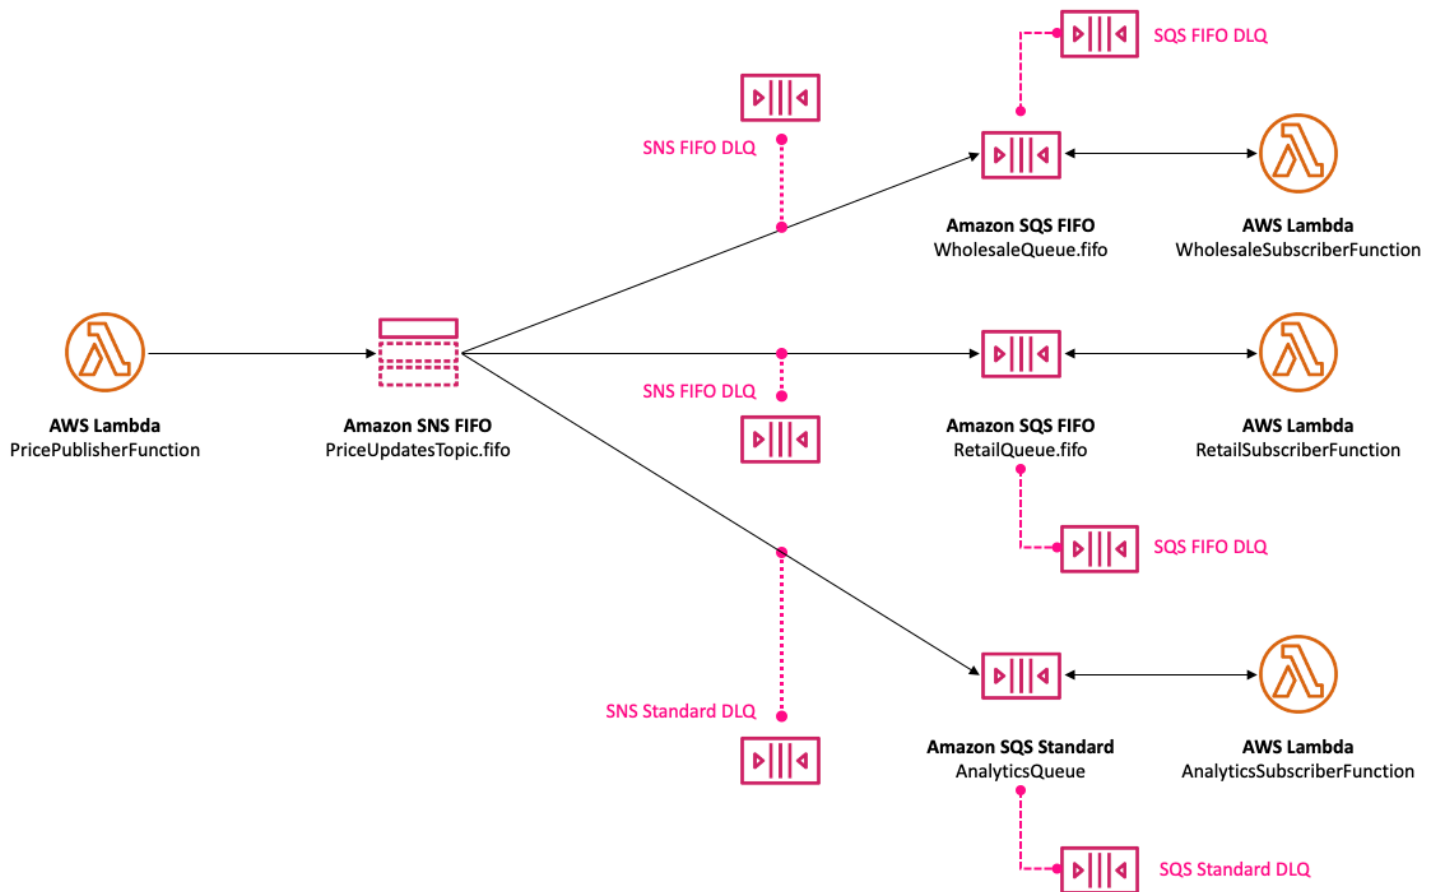 SQS FIFO DLQ
SNS FIFO DLQ
Amazon SQS FIFO
WholesaleQueue.fifo
AWS Lambda
WholesaleSubscriberFunction
AWS Lambda
PricePublisherFunction
Amazon SNS FIFO
PriceUpdatesTopic.fifo
SNS FIFO DLQ
Amazon SQS FIFO
RetailQueue.fifo
AWS Lambda
RetailSubscriberFunction
SQS FIFO DLQ
SNS Standard DLQ
Amazon SQS Standard
AnalyticsQueue
AWS Lambda
AnalyticsSubscriberFunction
SQS Standard DLQ